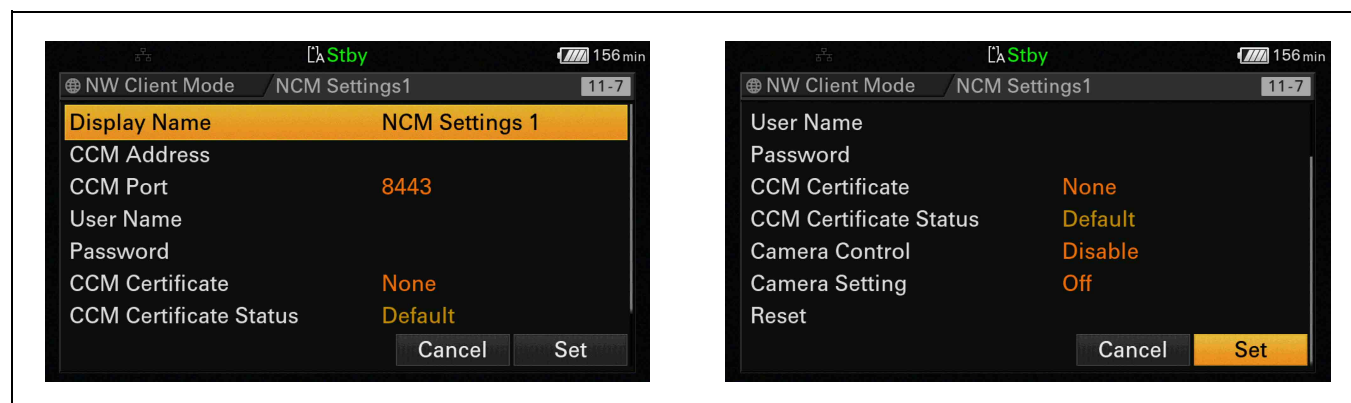 Stby 156 min
NW Client Mode NCM Settings1 11-7
Display Name NCM Settings 1
CCM Address
CCM Port 8443
User Name
Password
CCM Certificate None
CCM Certificate Status Default
Cancel Set
Stby 156 min
NW Client Mode NCM Settings1 11-7
User Name
Password
CCM Certificate None
CCM Certificate Status Default
Camera Control Disable
Camera Setting Off
Reset
Cancel Set